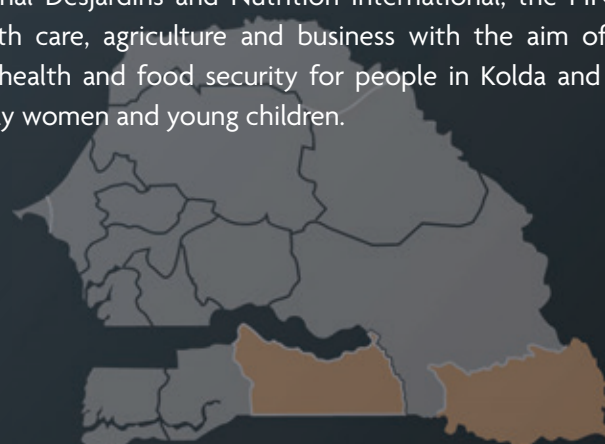 nal Desjardins and Nutrition International, the
th care, agriculture and business with the aim of
health and food security for people in Kolda and
ly women and young children.